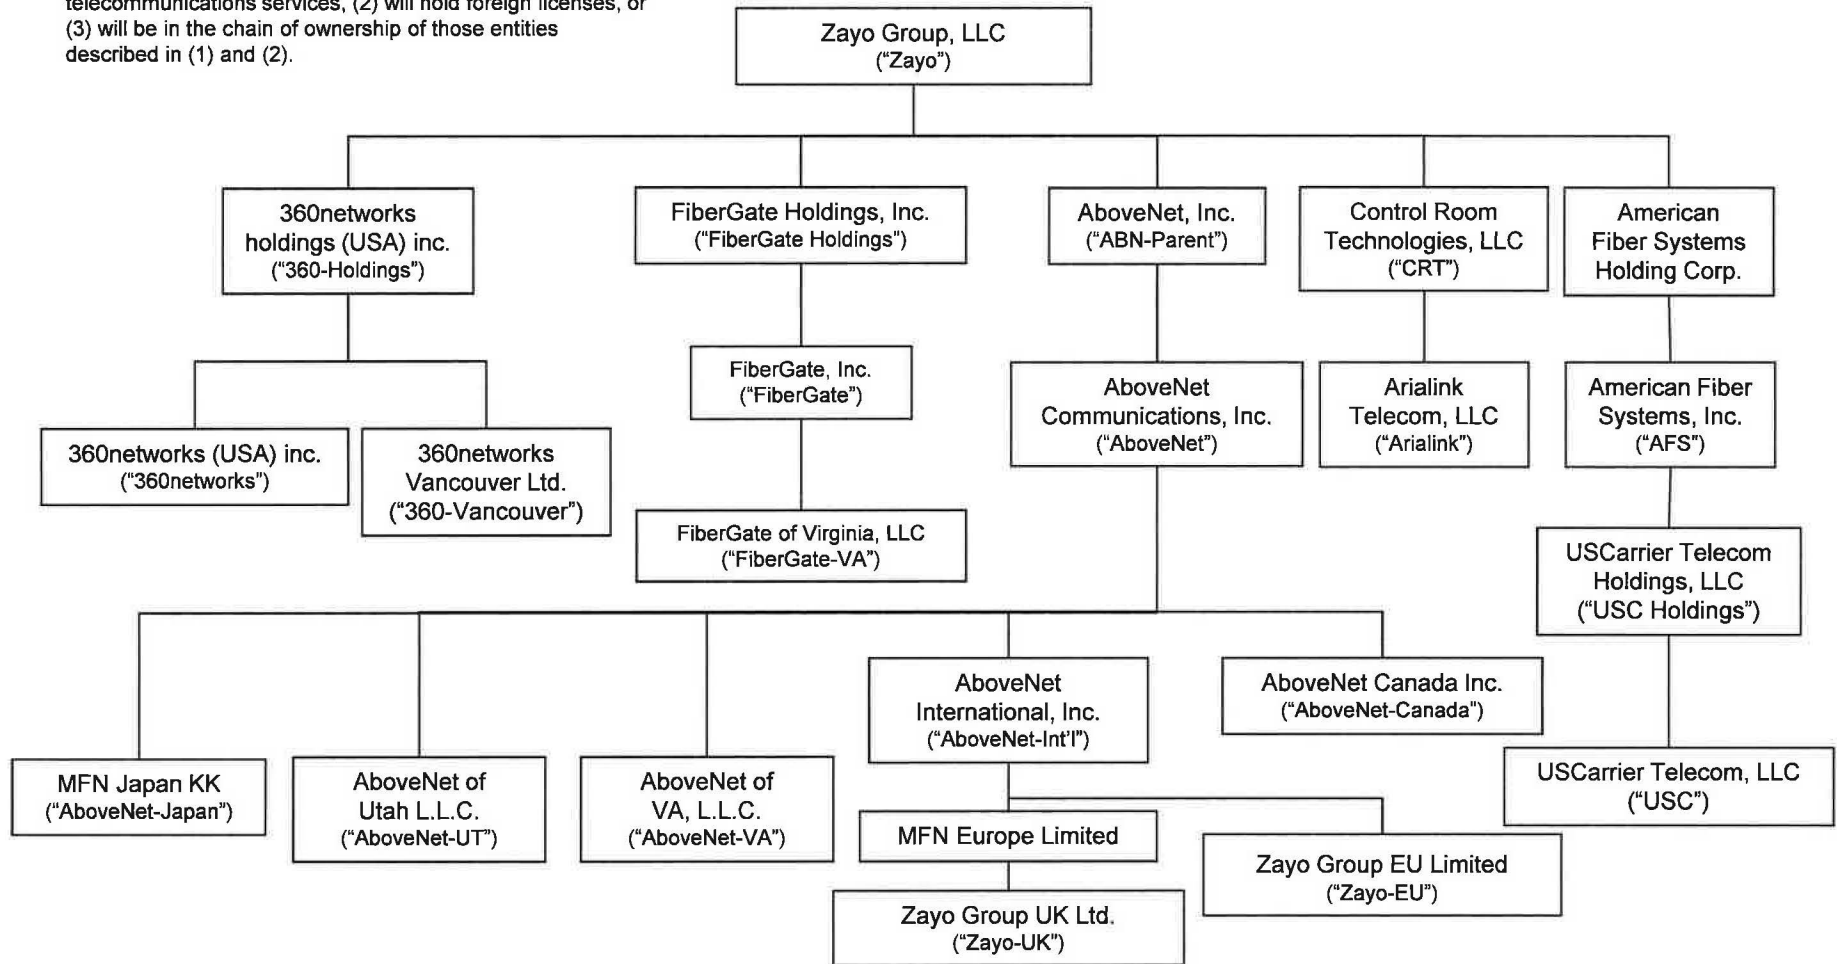 telecommunications services, (2) will hold foreign licenses, or
(3) will be in the chain of ownership of those entities
described in (1) and (2).
Zayo Group, LLC
(“Zayo”)
360networks
holdings (USA) inc.
(“360-Holdings”)
FiberGate Holdings, Inc.
(“FiberGate Holdings”)
AboveNet, Inc.
(“ABN-Parent”)
Control Room
Technologies, LLC
(“CRT”)
American
Fiber Systems
Holding Corp.
FiberGate, Inc.
(“FiberGate”)
AboveNet
Communications, Inc.
(“AboveNet”)
Arialink
Telecom, LLC
(“Arialink”)
American Fiber
Systems, Inc.
(“AFS”)
360networks (USA) inc.
(“360networks”)
360networks
Vancouver Ltd.
(“360-Vancouver”)
FiberGate of Virginia, LLC
(“FiberGate-VA”)
USCarrier Telecom
Holdings, LLC
(“USC Holdings”)
AboveNet
International, Inc.
(“AboveNet-Int’l”)
AboveNet Canada Inc.
(“AboveNet-Canada”)
MFN Japan KK
(“AboveNet-Japan”)
AboveNet of
Utah L.L.C.
(“AboveNet-UT”)
AboveNet of
VA, L.L.C.
(“AboveNet-VA”)
USCarrier Telecom, LLC
(“USC”)
MFN Europe Limited
Zayo Group EU Limited
(“Zayo-EU”)
Zayo Group UK Ltd.
(“Zayo-UK”)